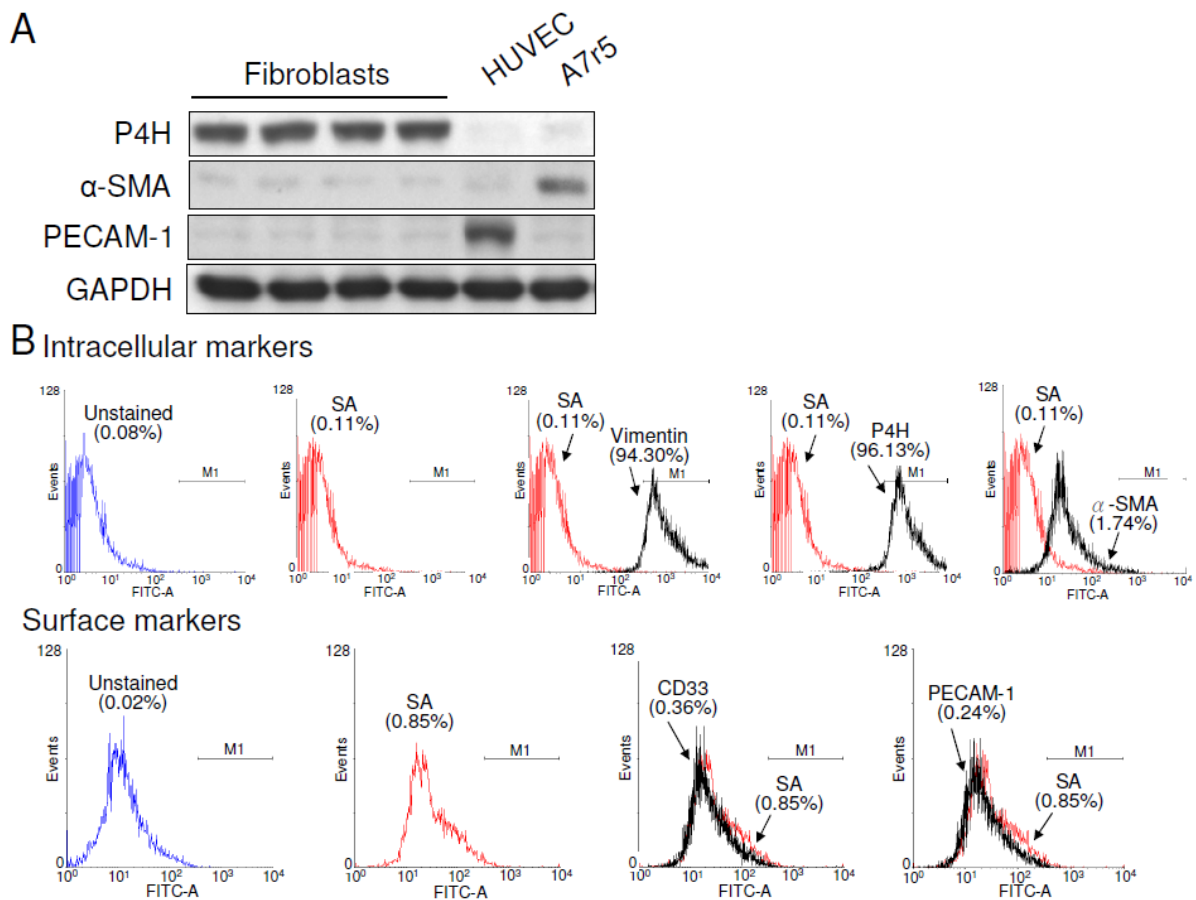 A
Fibroblasts
HUVEC
A7r5
P4H
α-SMA
PECAM-1
GAPDH
B
Intracellular markers
128
Events
0
Unstained
(0.08%)
M1
10⁰ 10¹ 10² 10³ 10⁴
FITC-A
128
Events
0
SA
(0.11%)
M1
10⁰ 10¹ 10² 10³ 10⁴
FITC-A
128
Events
0
SA
(0.11%)
Vimentin
(94.30%)
M1
10⁰ 10¹ 10² 10³ 10⁴
FITC-A
128
Events
0
SA
(0.11%)
P4H
(96.13%)
M1
10⁰ 10¹ 10² 10³ 10⁴
FITC-A
128
Events
0
SA
(0.11%)
M1
α-SMA
(1.74%)
10⁰ 10¹ 10² 10³ 10⁴
FITC-A
Surface markers
128
Events
0
Unstained
(0.02%)
M1
10⁰ 10¹ 10² 10³ 10⁴
FITC-A
128
Events
0
SA
(0.85%)
M1
10⁰ 10¹ 10² 10³ 10⁴
FITC-A
128
Events
0
CD33
(0.36%)
M1
SA
(0.85%)
10⁰ 10¹ 10² 10³ 10⁴
FITC-A
128
Events
0
PECAM-1
(0.24%)
M1
SA
(0.85%)
10⁰ 10¹ 10² 10³ 10⁴
FITC-A